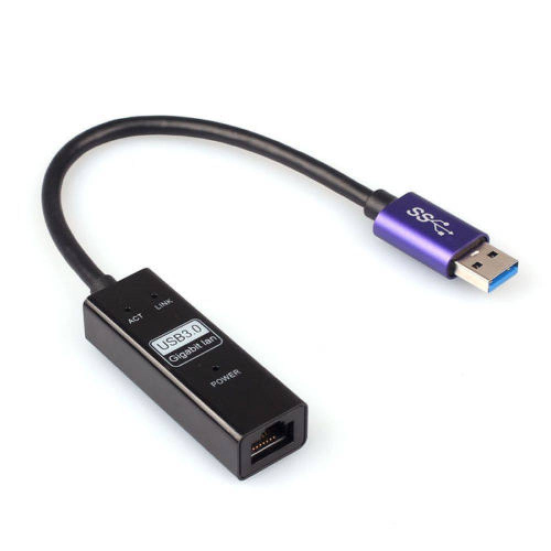 SS
ACT
LINK
USB3.0
Gigabit lan
POWER